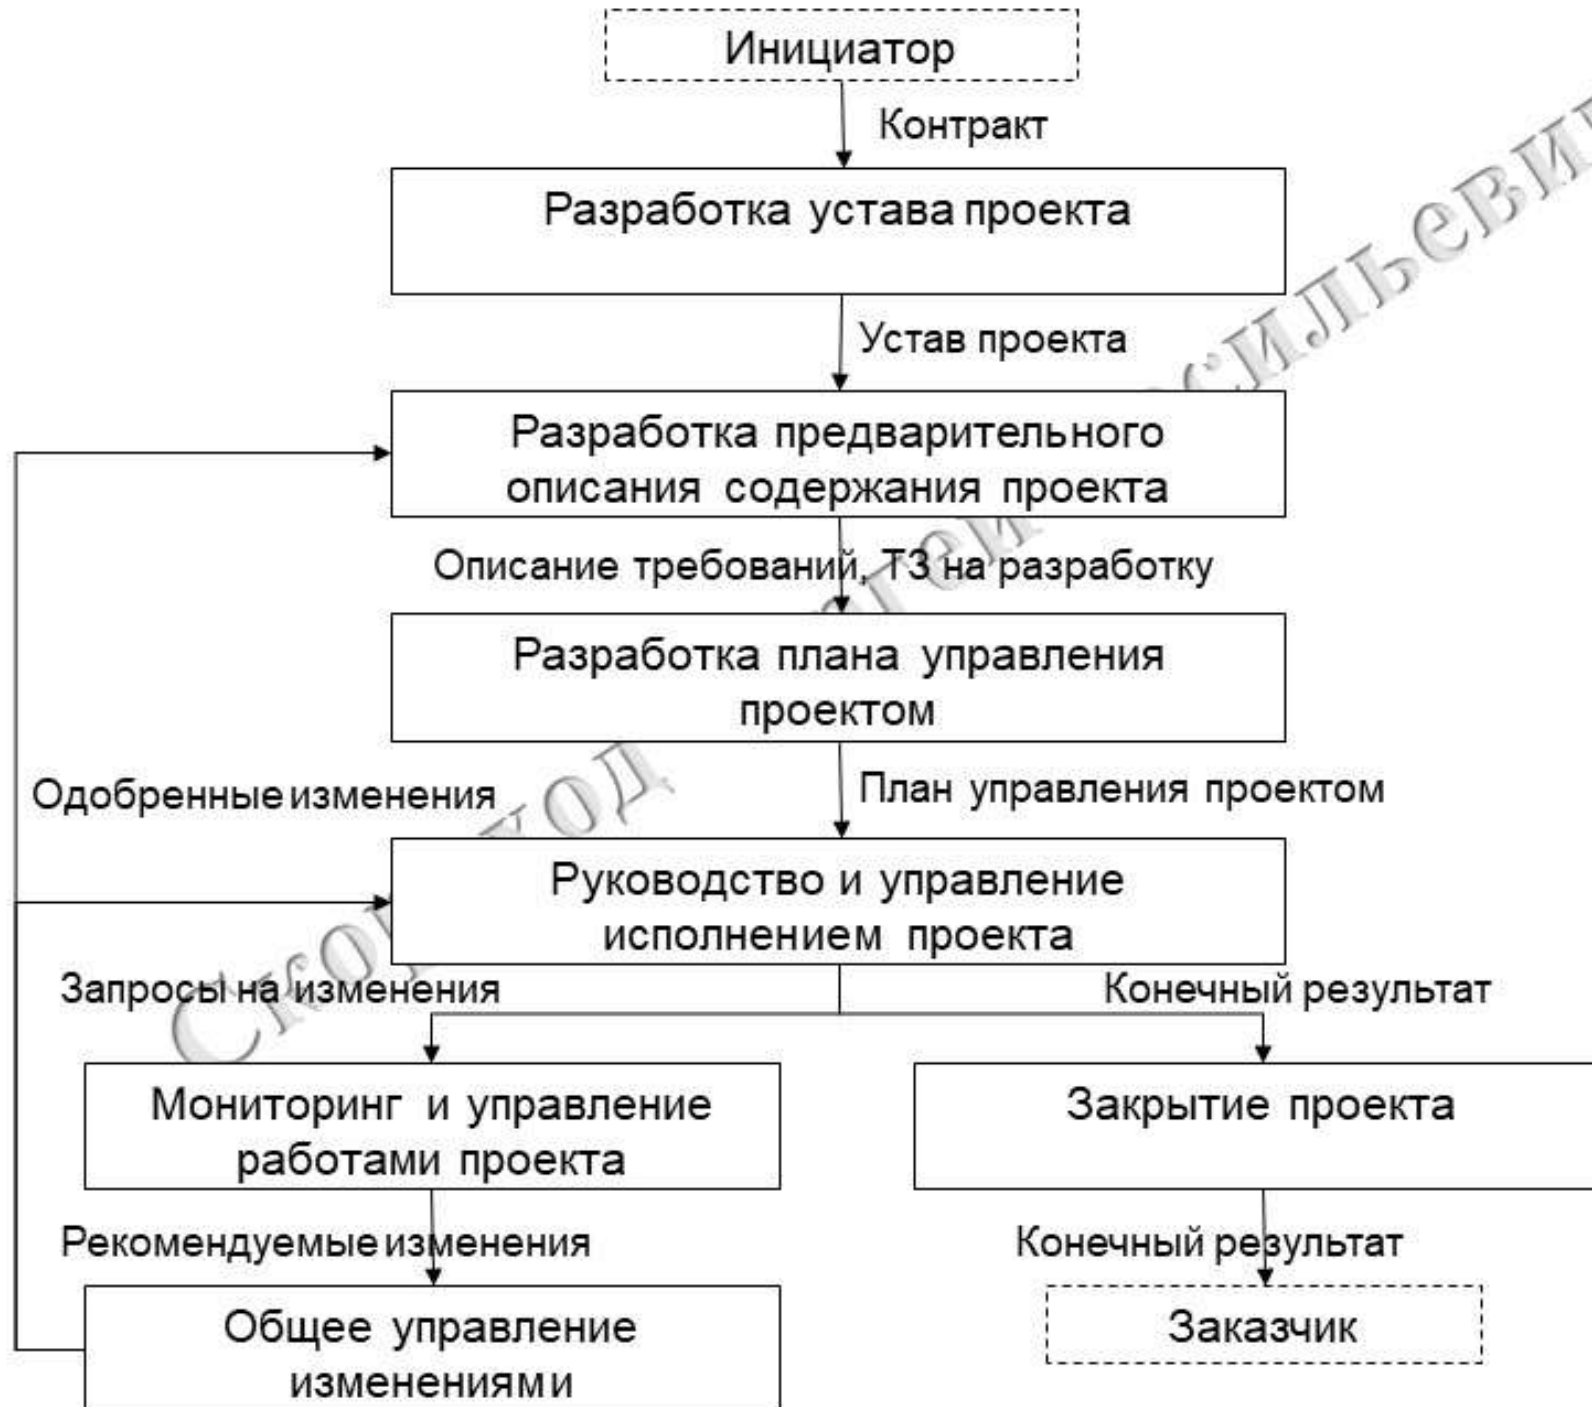 Инициатор
Контракт
Разработка устава проекта
Устав проекта
Разработка предварительного
описания содержания проекта
Описание требований, ТЗ на разработку
Разработка плана управления
проектом
Одобренные изменения
План управления проектом
Руководство и управление
исполнением проекта
Запросы на изменения
Конечный результат
Мониторинг и управление
работами проекта
Закрытие проекта
Рекомендуемые изменения
Конечный результат
Общее управление
изменениями
Заказчик